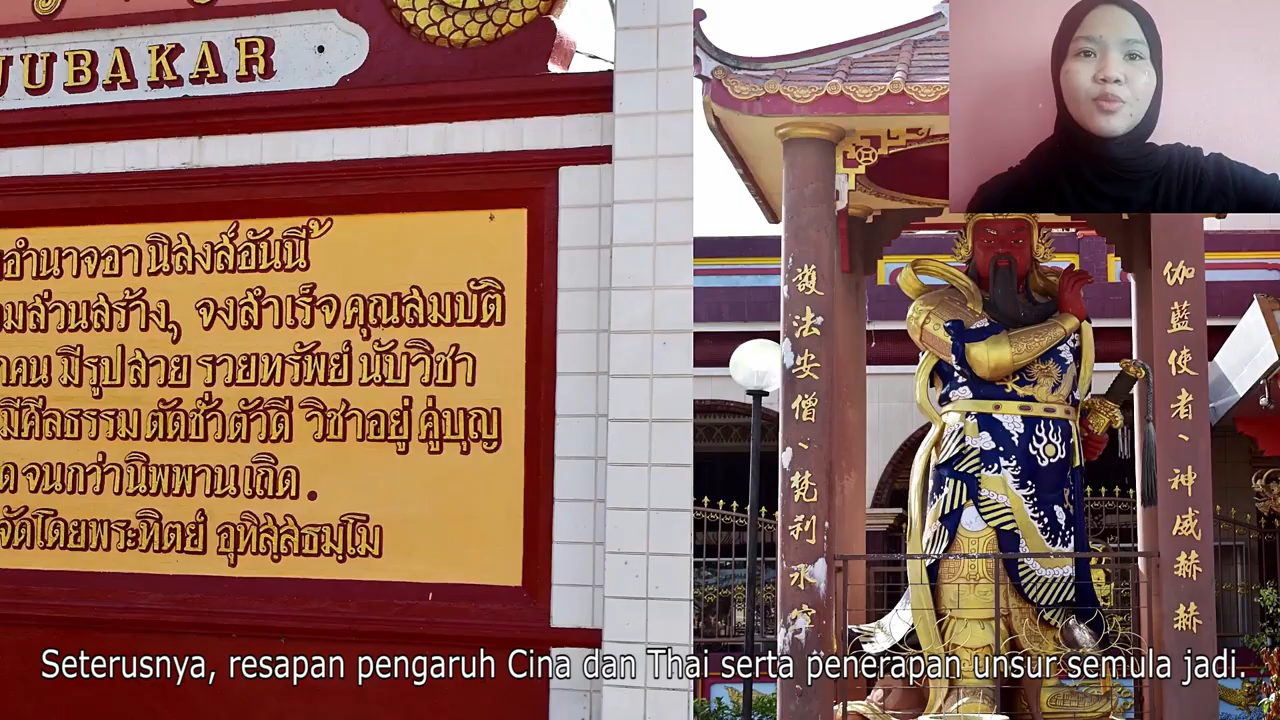 JUBAKAR
อำนาจอานิสงส์อันนี้
มส่วนสร้าง, จงสำเร็จคุณสมบัติ
คน มีรูปสวย รวยทรัพย์ นับวิชา
มีศีลธรรม ตัดชั่วตัวดี วิชาอยู่ คู่บุญ
จนกว่านิพพานเถิด .
จัดโดยพระทิตย์ อุทิสฺสธมฺโม
護法安僧、梵刹永
伽藍使者、神威赫赫
Seterusnya, resapan pengaruh Cina dan Thai serta penerapan unsur semula jadi.